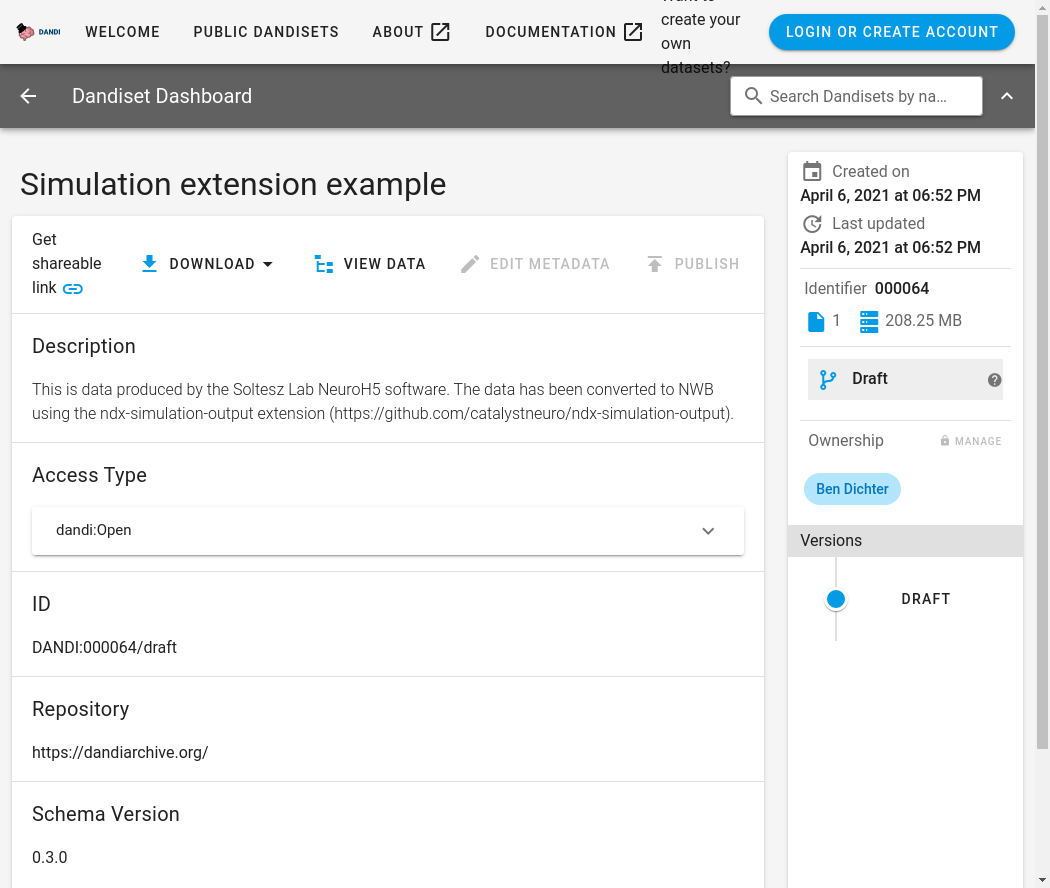 DANDI
WELCOME
PUBLIC DANDISETS
ABOUT
DOCUMENTATION
create your
own
datasets?
LOGIN OR CREATE ACCOUNT
Dandiset Dashboard
Search Dandisets by na…
Simulation extension example
Get
shareable
link
DOWNLOAD
VIEW DATA
EDIT METADATA
PUBLISH
Description
This is data produced by the Soltesz Lab NeuroH5 software. The data has been converted to NWB
using the ndx-simulation-output extension (https://github.com/catalystneuro/ndx-simulation-output).
Access Type
dandi:Open
ID
DANDI:000064/draft
Repository
https://dandiarchive.org/
Schema Version
0.3.0
Created on
April 6, 2021 at 06:52 PM
Last updated
April 6, 2021 at 06:52 PM
Identifier 000064
1 208.25 MB
Draft
Ownership
MANAGE
Ben Dichter
Versions
DRAFT